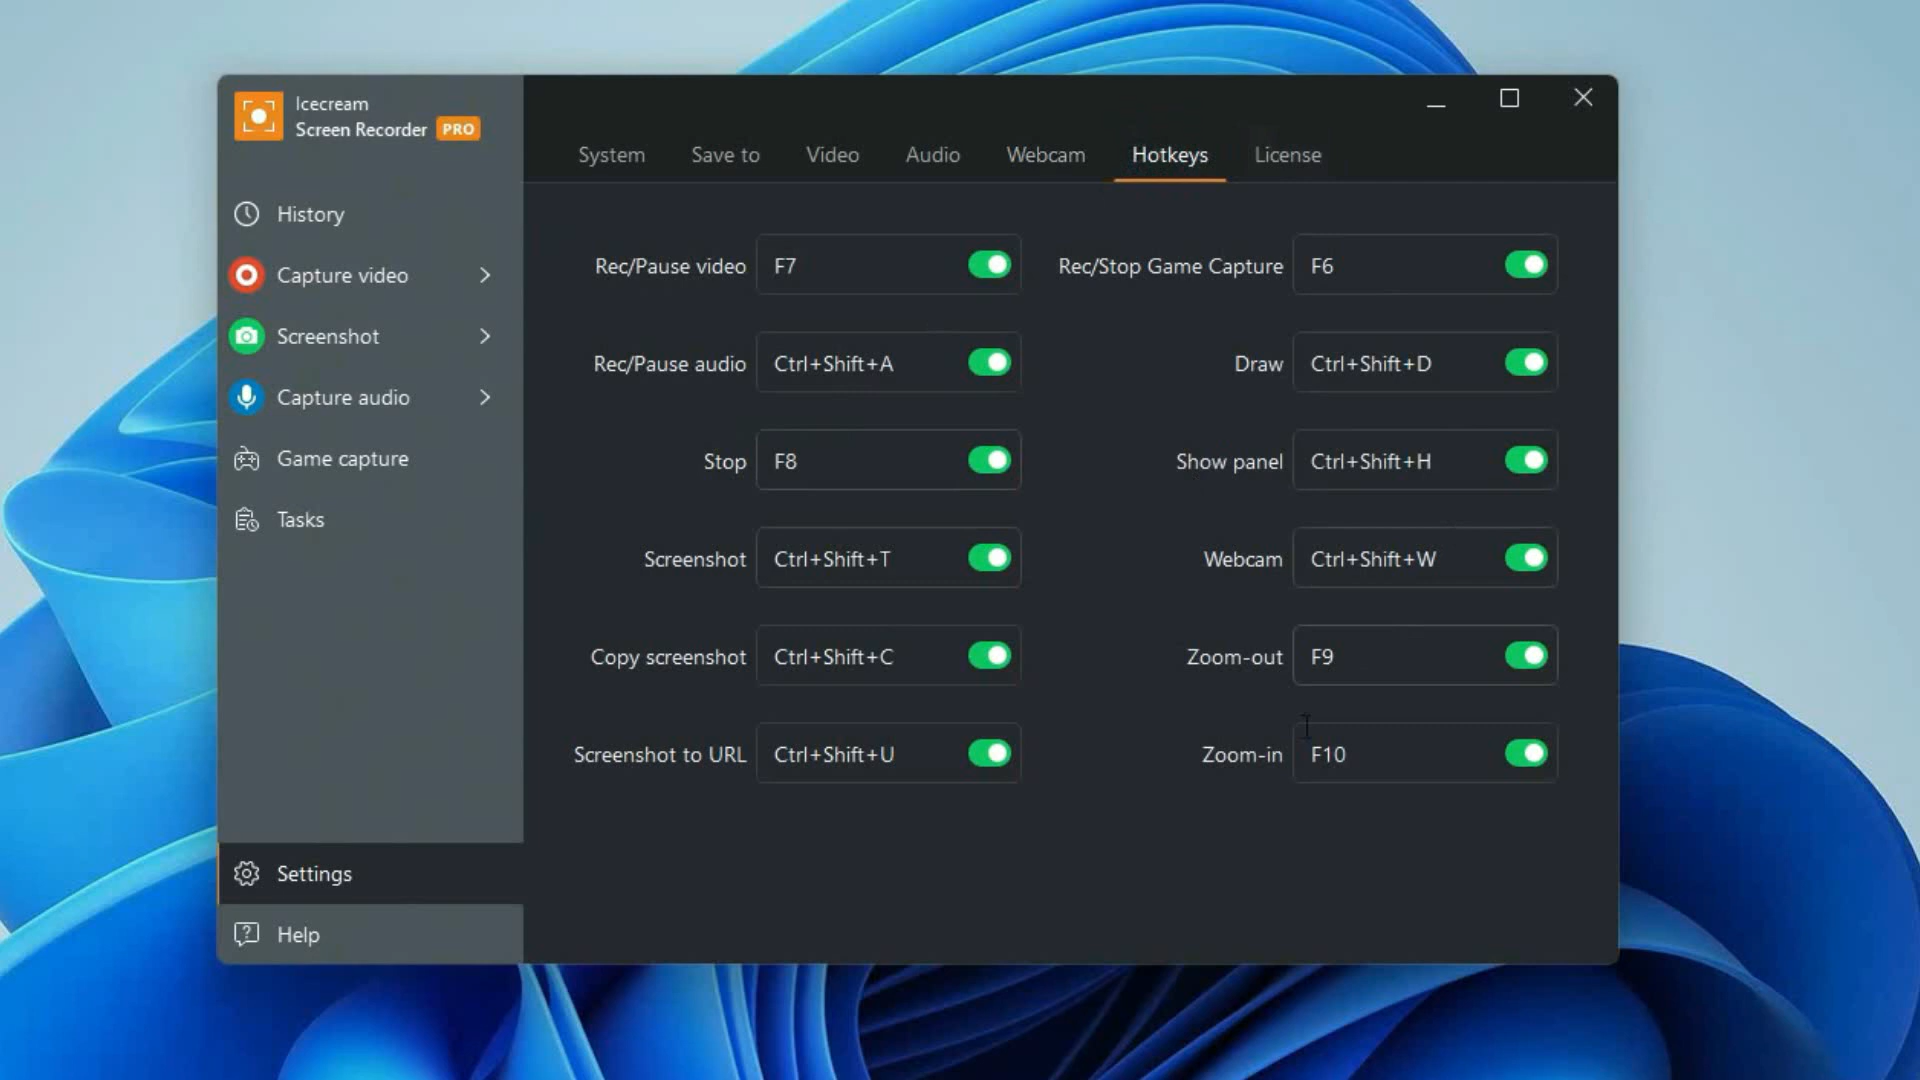 Icecream
Screen Recorder PRO
System Save to Video Audio Webcam Hotkeys License
History
Capture video
Screenshot
Capture audio
Game capture
Tasks
Settings
Help
Rec/Pause video F7
Rec/Pause audio Ctrl+Shift+A
Stop F8
Screenshot Ctrl+Shift+T
Copy screenshot Ctrl+Shift+C
Screenshot to URL Ctrl+Shift+U
Rec/Stop Game Capture F6
Draw Ctrl+Shift+D
Show panel Ctrl+Shift+H
Webcam Ctrl+Shift+W
Zoom-out F9
Zoom-in F10